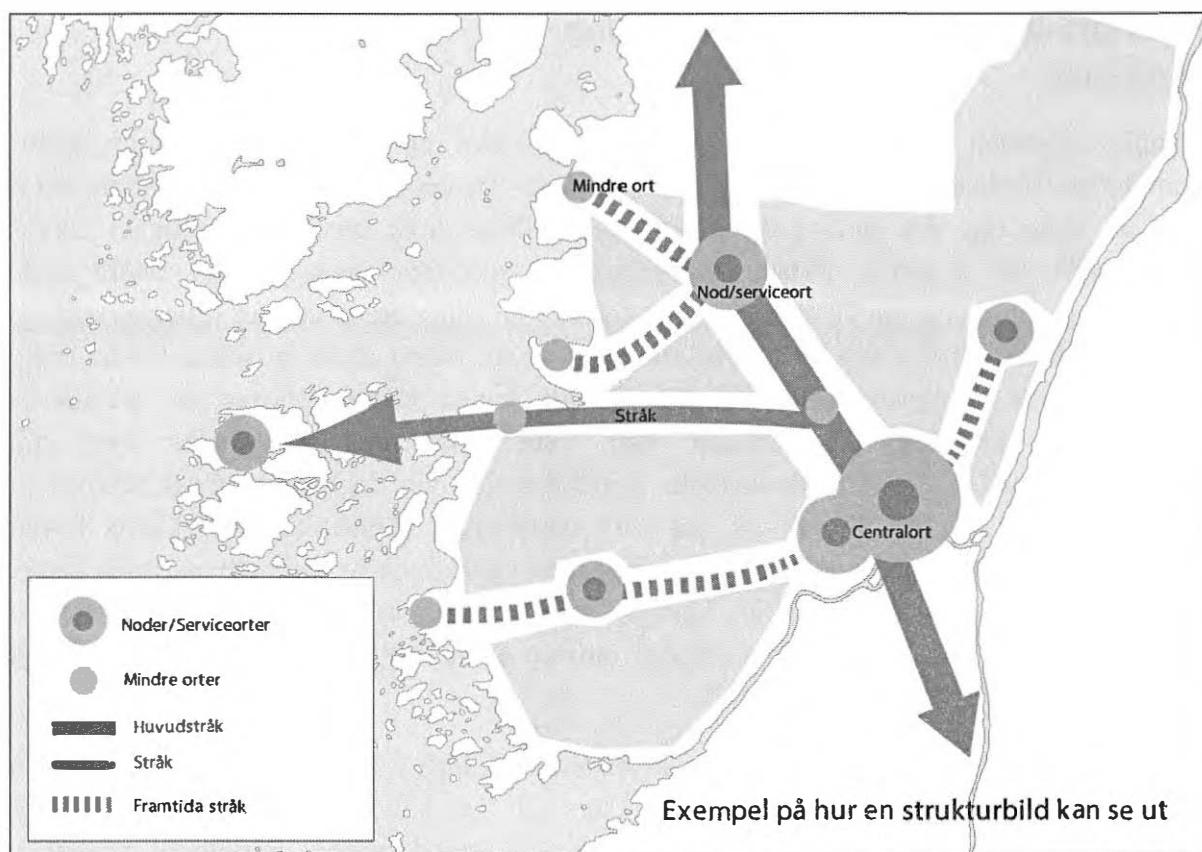 Mindre ort
Nod/serviceort
Stråk
Centralort
Noder/Serviceorter
Mindre orter
Huvudstråk
Stråk
Framtida stråk
Exempel på hur en strukturbild kan se ut